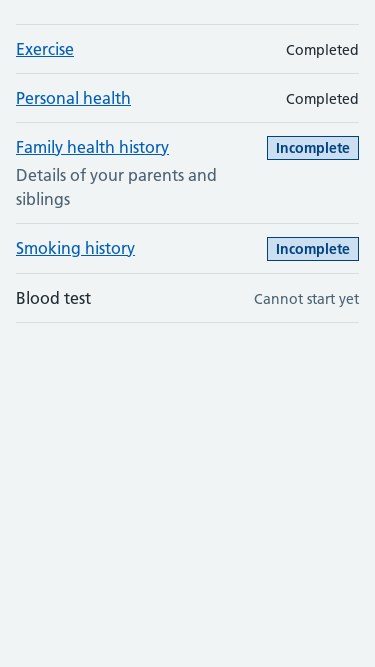 Exercise Completed
Personal health Completed
Family health history Incomplete
Details of your parents and
siblings
Smoking history Incomplete
Blood test Cannot start yet